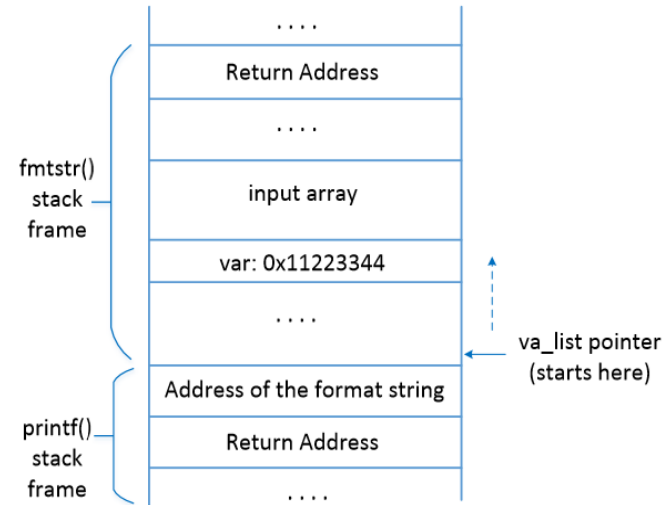 . . . .
Return Address
. . . .
fmtstr()
stack
frame
input array
var: 0x11223344
. . . .
va_list pointer
(starts here)
Address of the format string
printf()
stack
frame
Return Address
. . . .